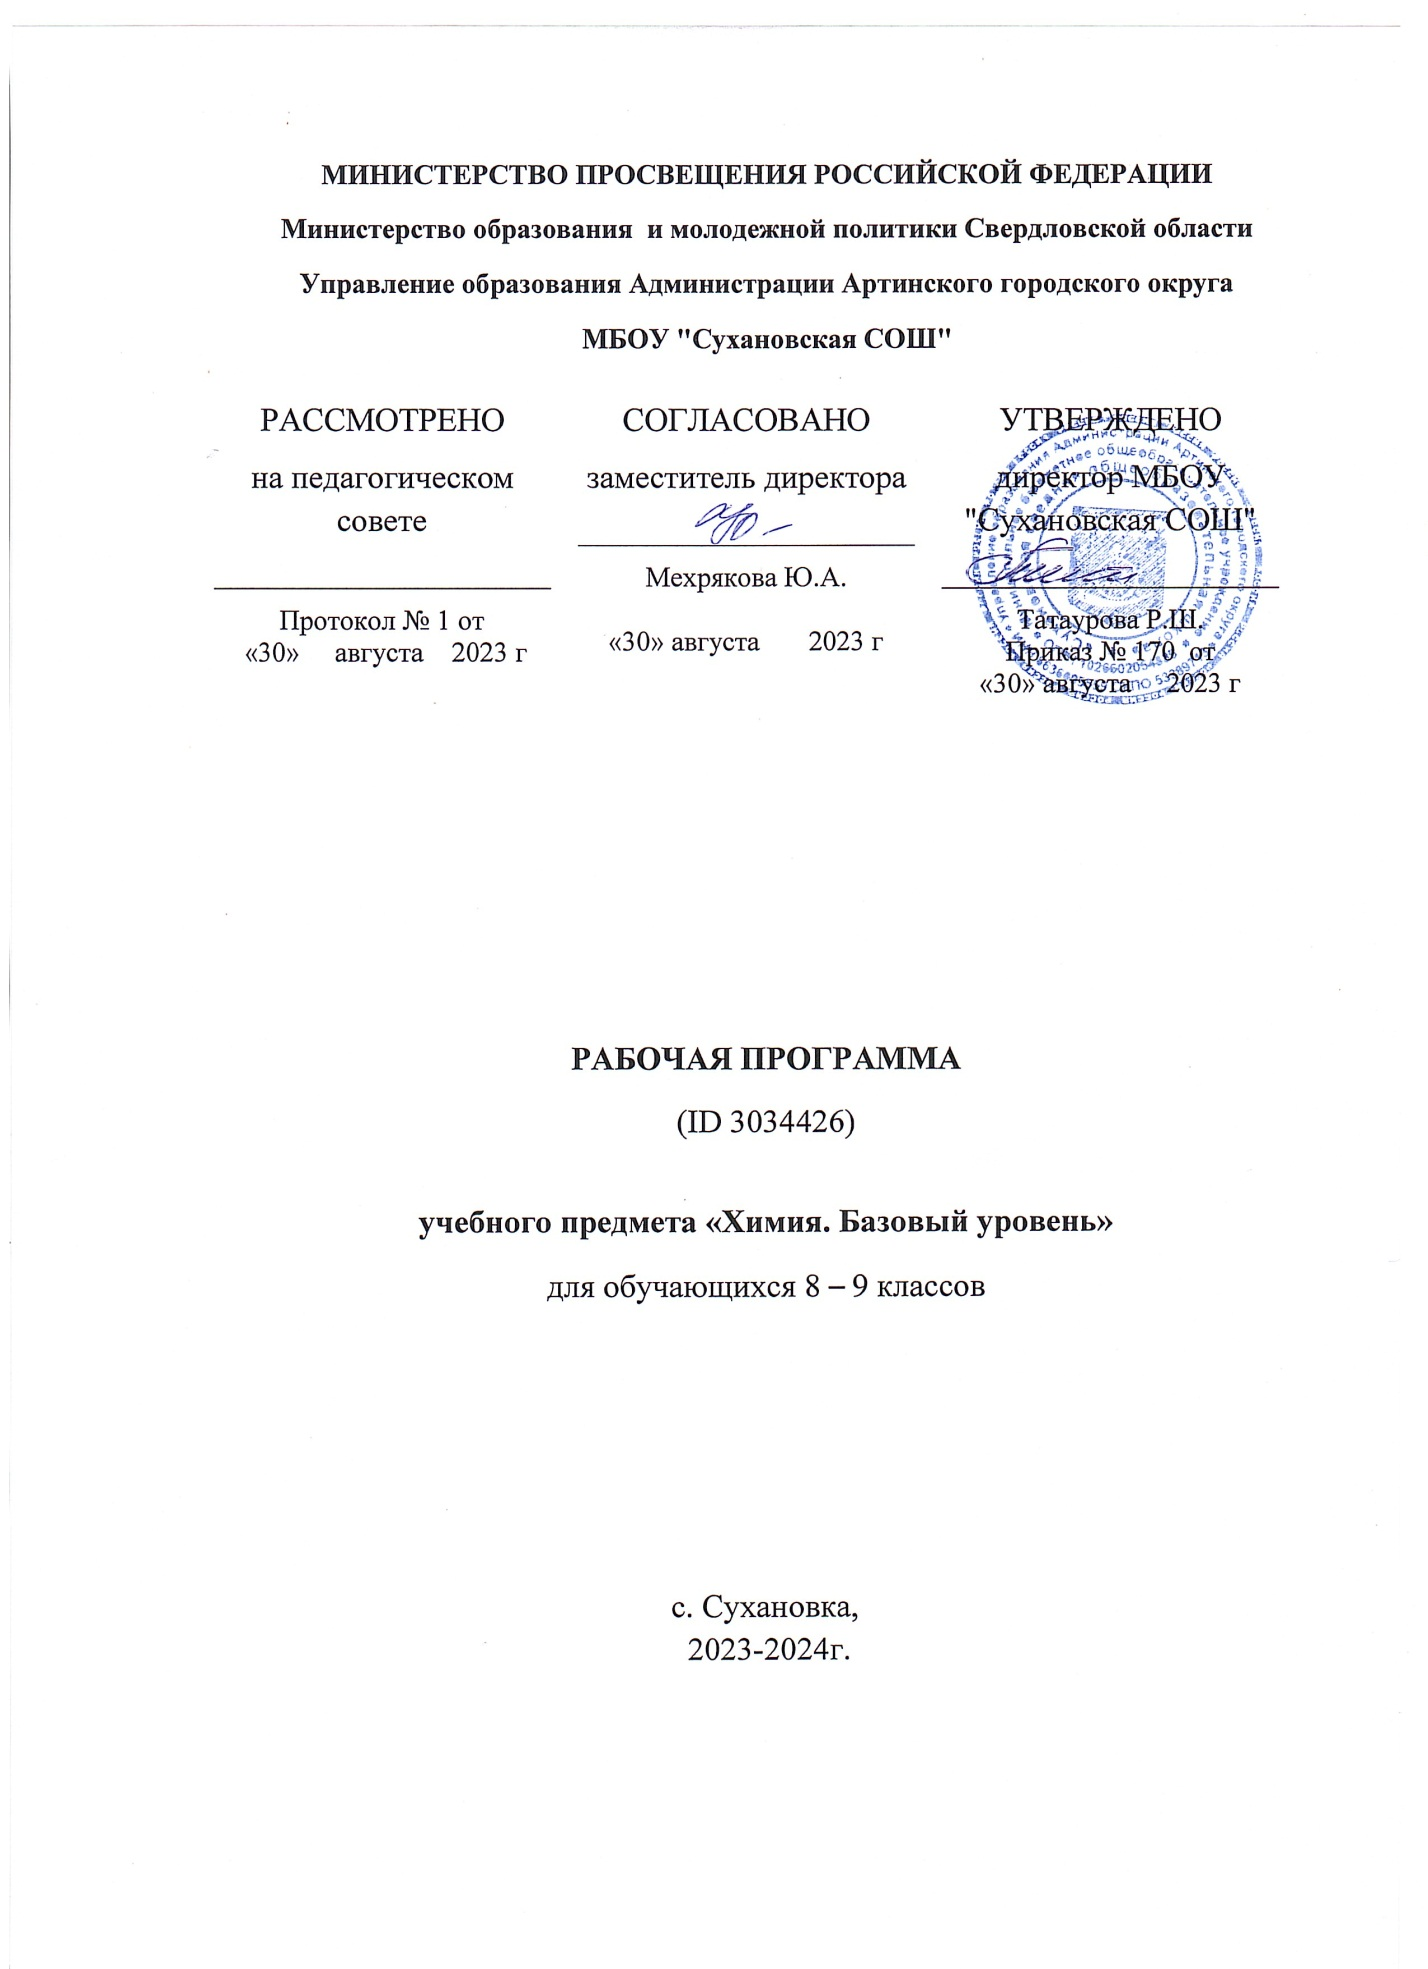 МИНИСТЕРСТВО ПРОСВЕЩЕНИЯ РОССИЙСКОЙ ФЕДЕРАЦИИ
Министерство образования и молодежной политики Свердловской области
Управление образования Администрации Артинского городского округа
МБОУ "Сухановская СОШ"
РАССМОТРЕНО
на педагогическом
совете
Протокол № 1 от
«30» августа 2023 г
СОГЛАСОВАНО
заместитель директора
Мехрякова Ю.А.
«30» августа 2023 г
УТВЕРЖДЕНО
директор МБОУ
"Сухановская СОШ"
Татаурова Р.Ш.
Приказ № 170 от
«30» августа 2023 г
РАБОЧАЯ ПРОГРАММА
(ID 3034426)
учебного предмета «Химия. Базовый уровень»
для обучающихся 8 – 9 классов
с. Сухановка,
2023-2024г.